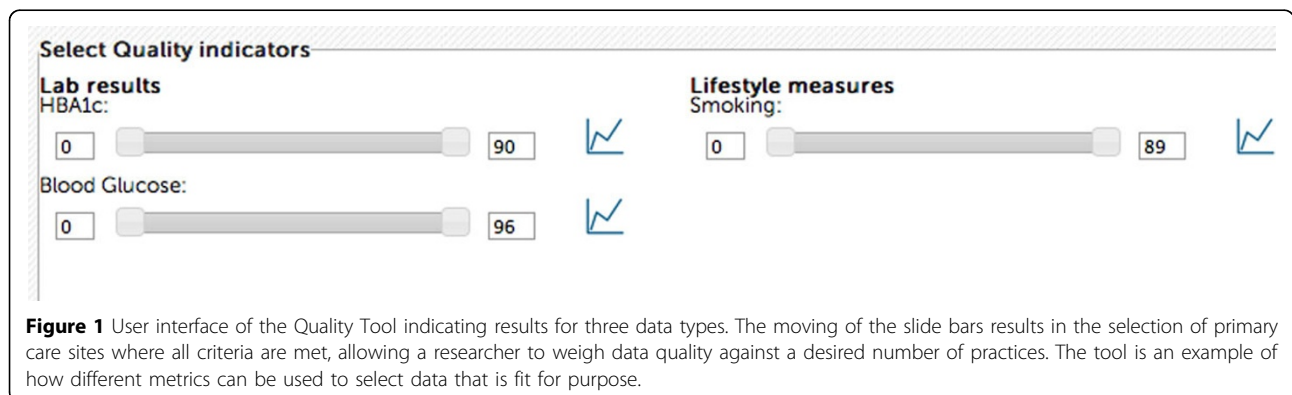 Select Quality indicators
Lab results
HBA1c:
0 90
Blood Glucose:
0 96
Lifestyle measures
Smoking:
0 89
Figure 1 User interface of the Quality Tool indicating results for three data types. The moving of the slide bars results in the selection of primary
care sites where all criteria are met, allowing a researcher to weigh data quality against a desired number of practices. The tool is an example of
how different metrics can be used to select data that is fit for purpose.